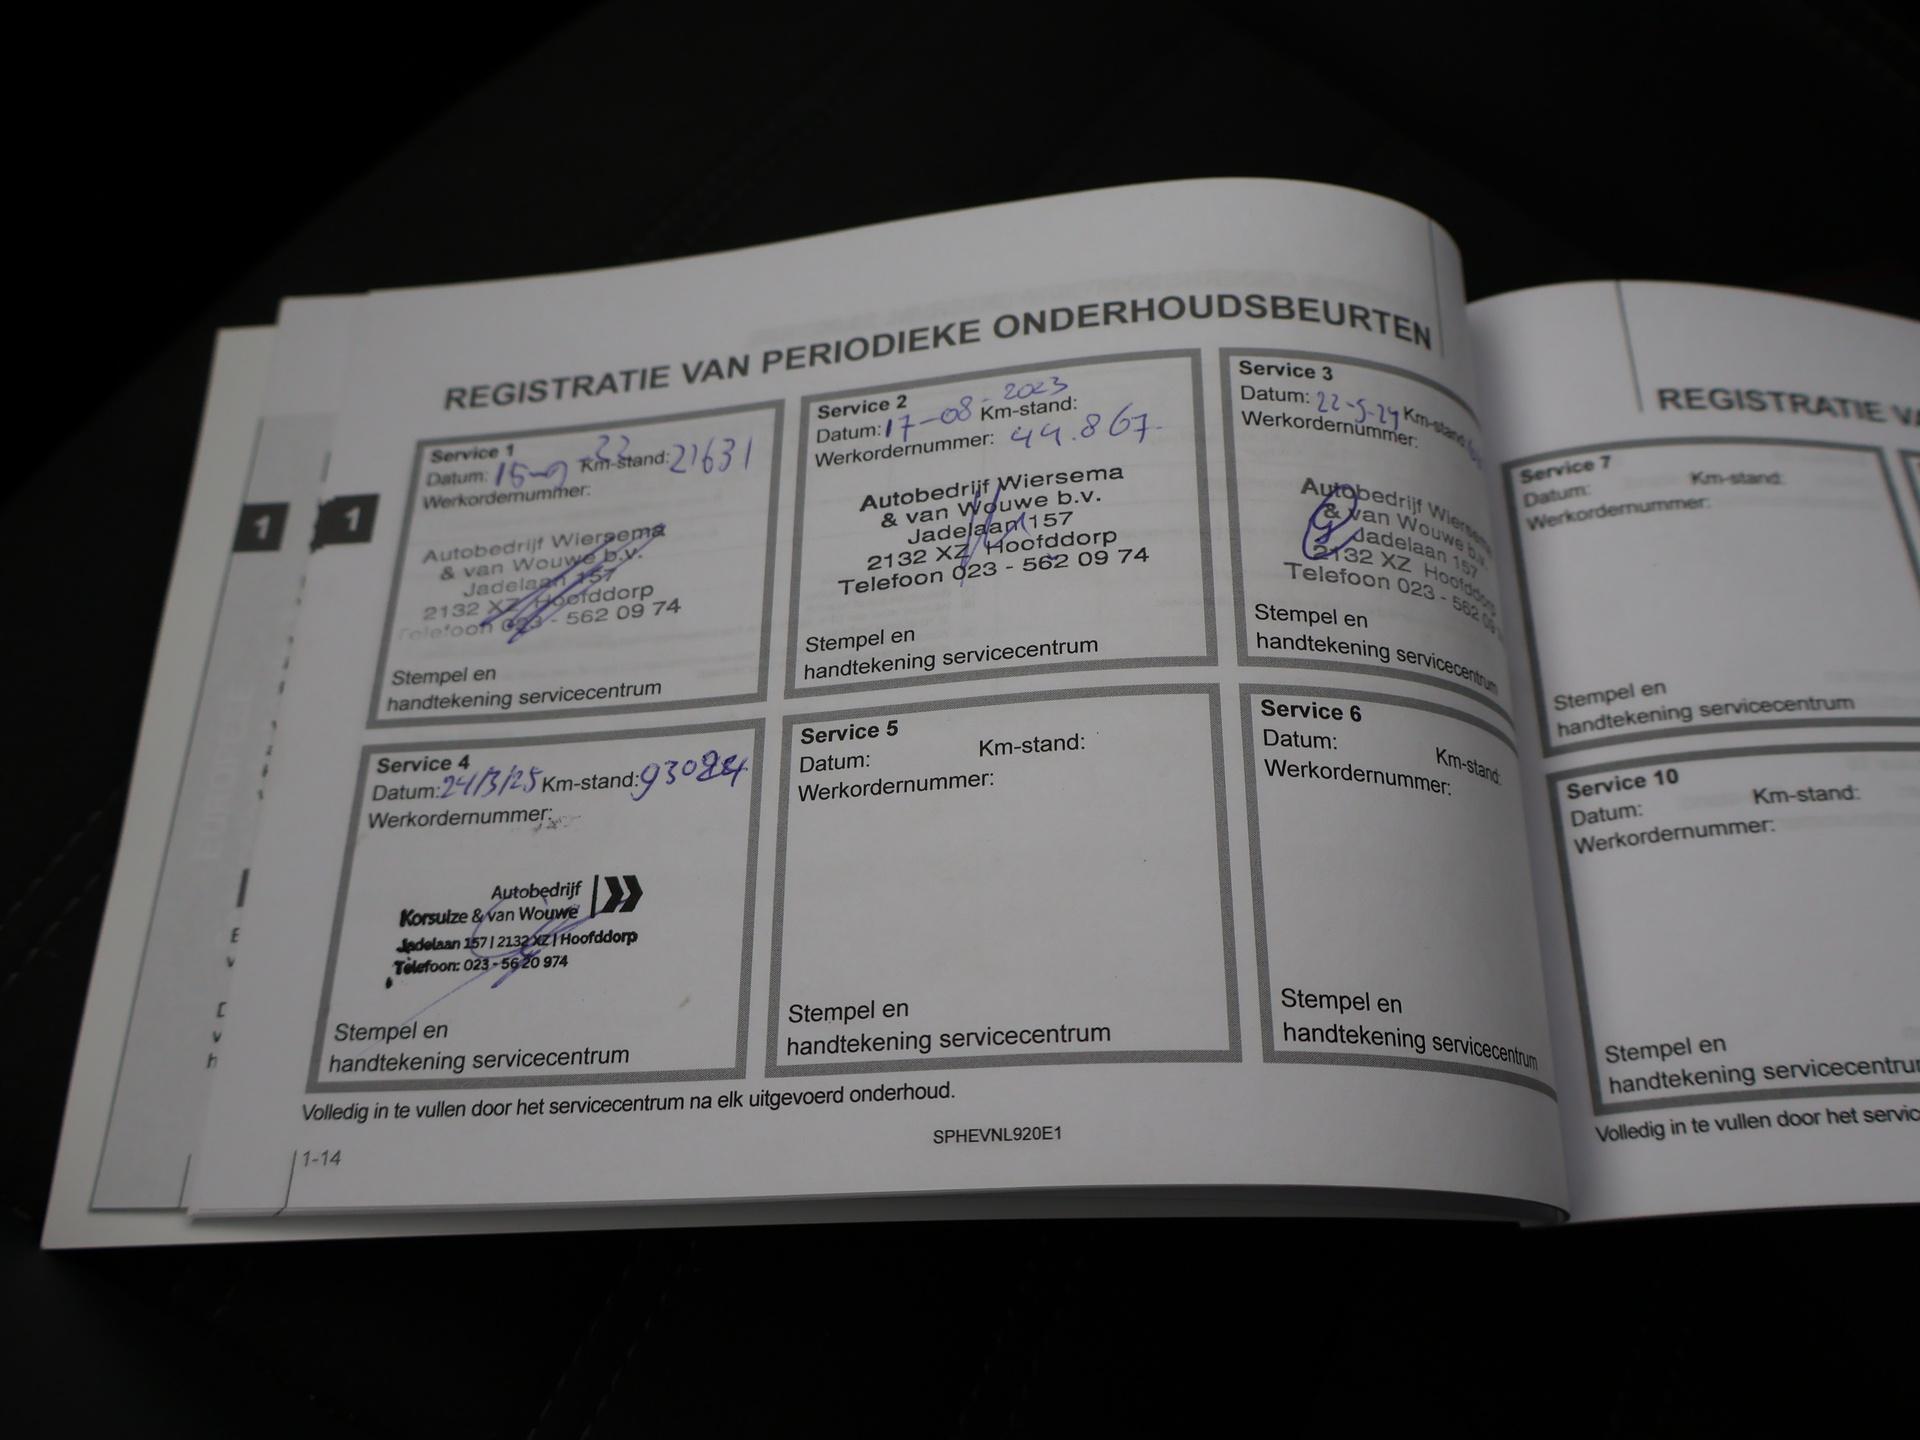 REGISTRATIE VAN PERIODIEKE ONDERHOUDSBEURTEN
1
1
Service 1
Datum: 15-9-22 Km-stand: 21631
Werkordernummer:
Autobedrijf Wiersema
& van Wouwe b.v.
Jadelaan 157
2132 XZ Hoofddorp
Telefoon 023 - 562 09 74
Stempel en
handtekening servicecentrum
Service 2
Datum: 17-08-2023 Km-stand:
Werkordernummer: 44.867.
Autobedrijf Wiersema
& van Wouwe b.v.
Jadelaan 157
2132 XZ Hoofddorp
Telefoon 023 - 562 09 74
Stempel en
handtekening servicecentrum
Service 3
Datum: 22-5-24 Km-stand:
Werkordernummer:
Autobedrijf Wiersema
& van Wouwe b.v.
Jadelaan 157
2132 XZ Hoofddorp
Telefoon 023 - 562 09
Stempel en
handtekening servicecentrum
Service 4
Datum: 24/3/25 Km-stand: 93084
Werkordernummer:
Autobedrijf
Korsuize & van Wouwe
Jadelaan 157 | 2132 XZ | Hoofddorp
Telefoon: 023 - 56 20 974
Stempel en
handtekening servicecentrum
Service 5
Datum: Km-stand:
Werkordernummer:
Stempel en
handtekening servicecentrum
Service 6
Datum: Km-stand:
Werkordernummer:
Stempel en
handtekening servicecentrum
Volledig in te vullen door het servicecentrum na elk uitgevoerd onderhoud.
SPHEVNL920E1
1-14
REGISTRATIE VA
Service 7
Datum: Km-stand:
Werkordernummer:
Stempel en
handtekening servicecentrum
Service 10
Datum: Km-stand:
Werkordernummer:
Stempel en
handtekening servicecentrum
Volledig in te vullen door het servic